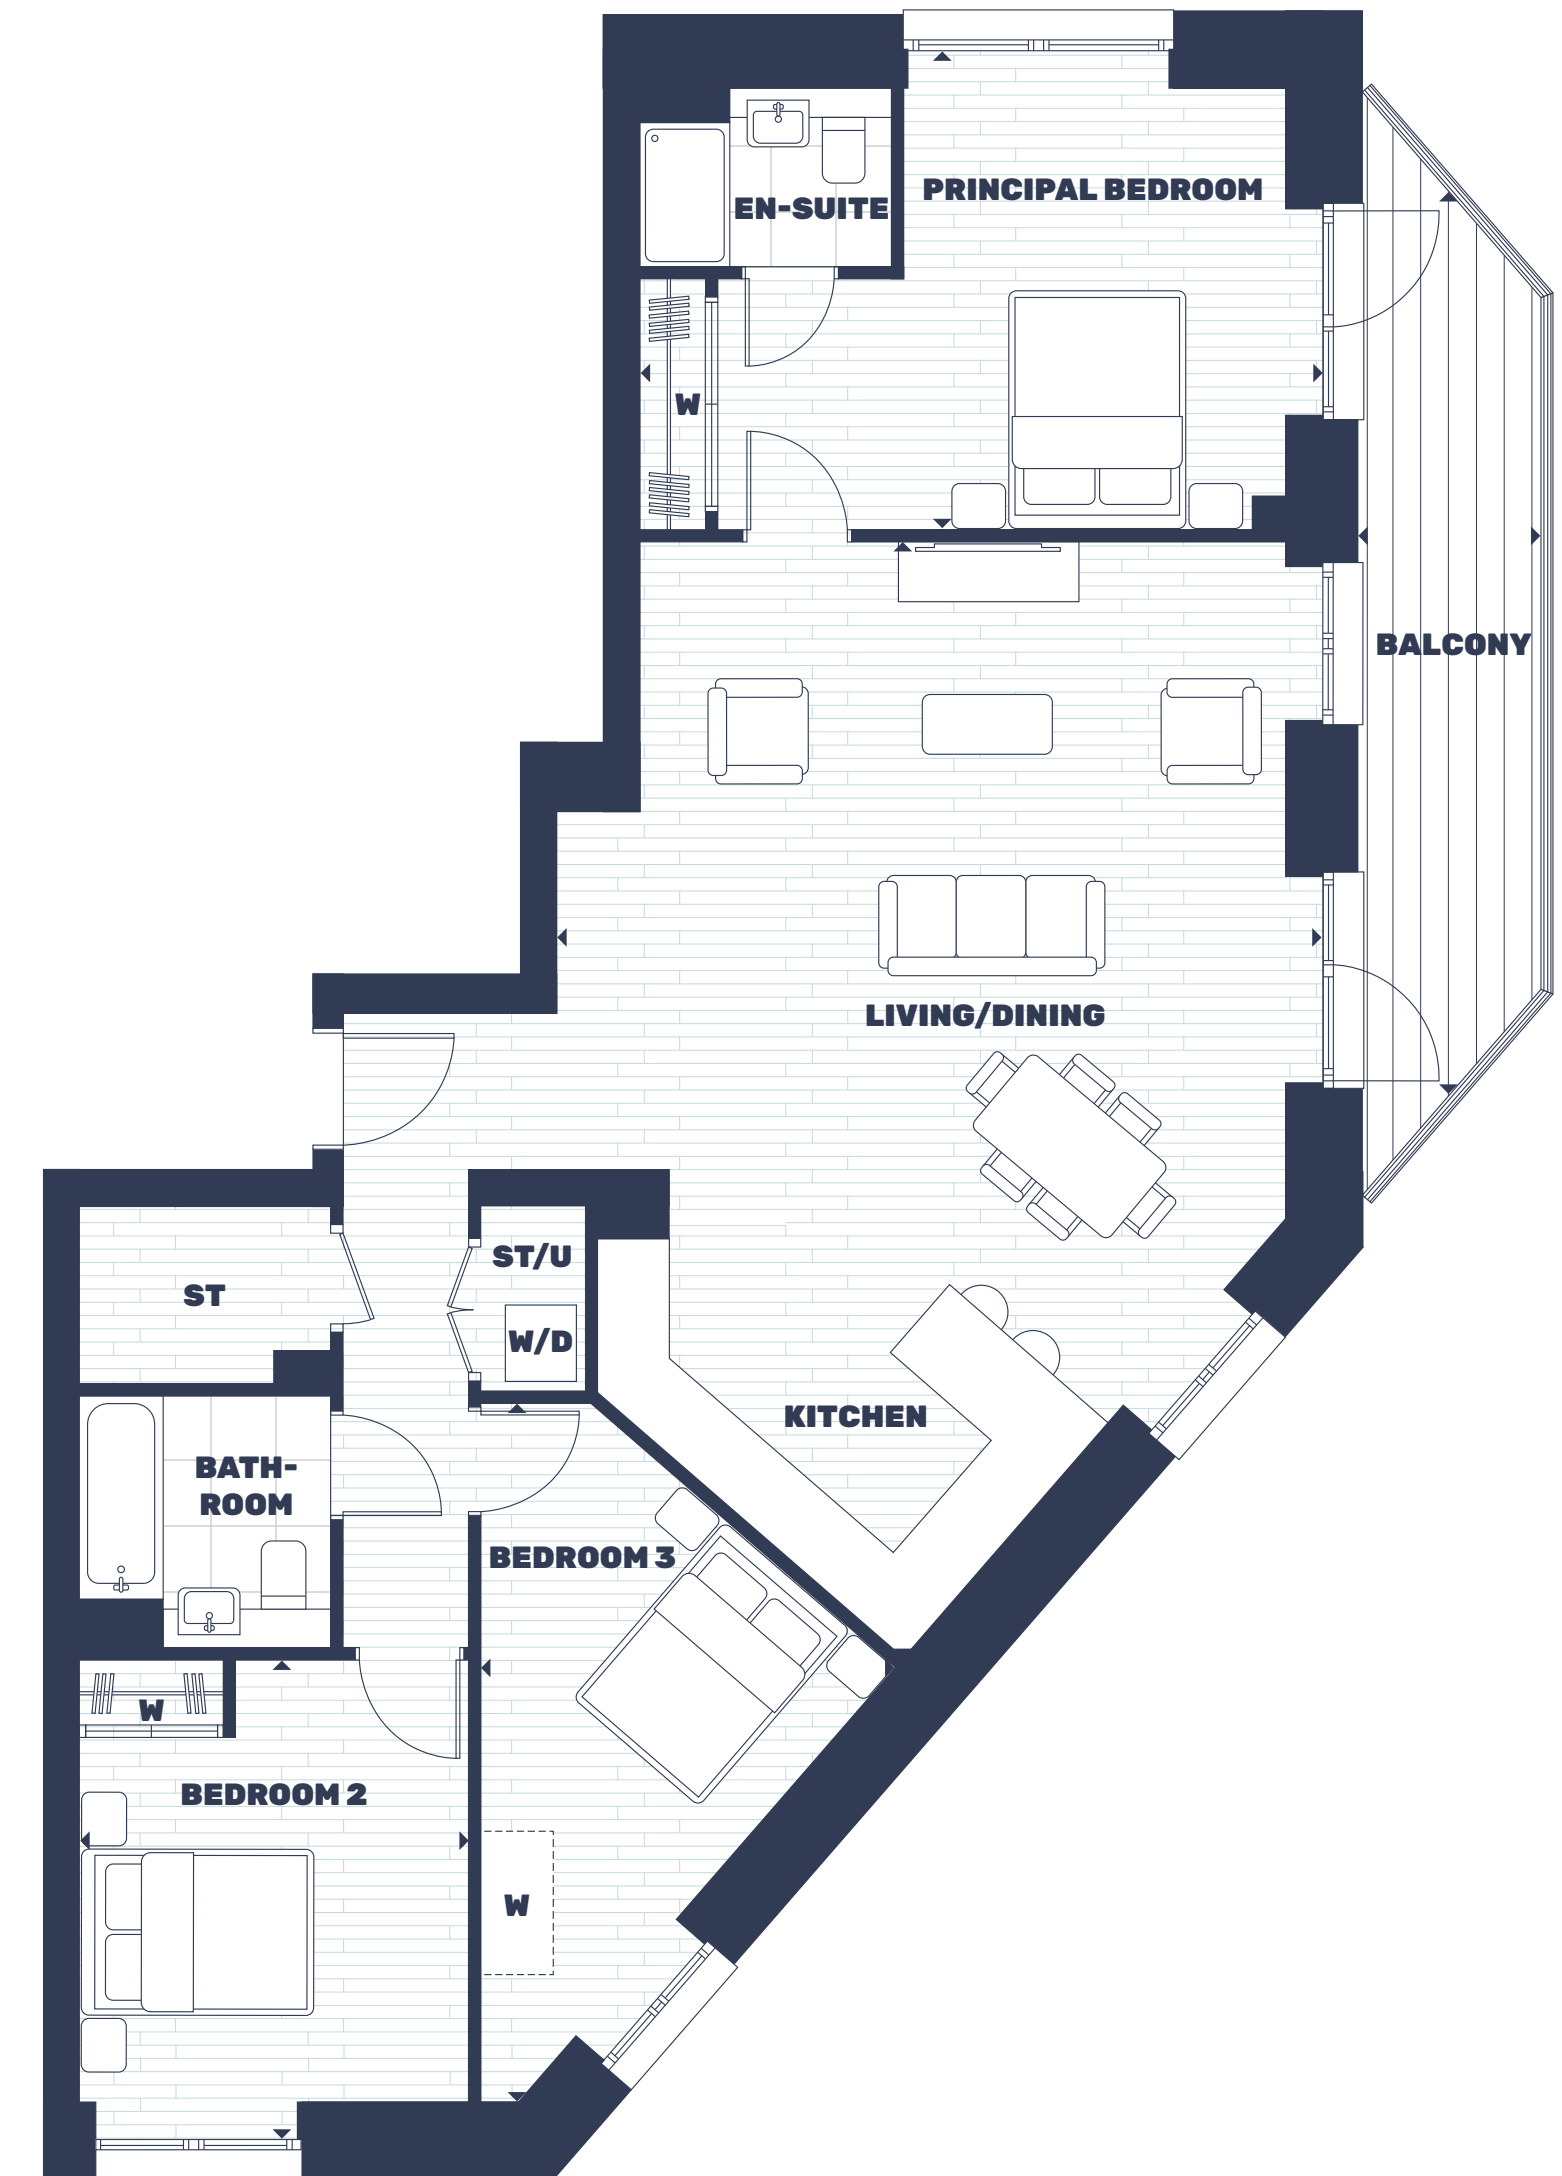 PRINCIPAL BEDROOM
EN-SUITE
W
BALCONY
LIVING/DINING
ST/U
ST
W/D
KITCHEN
BATH-
ROOM
BEDROOM 3
W
BEDROOM 2
W